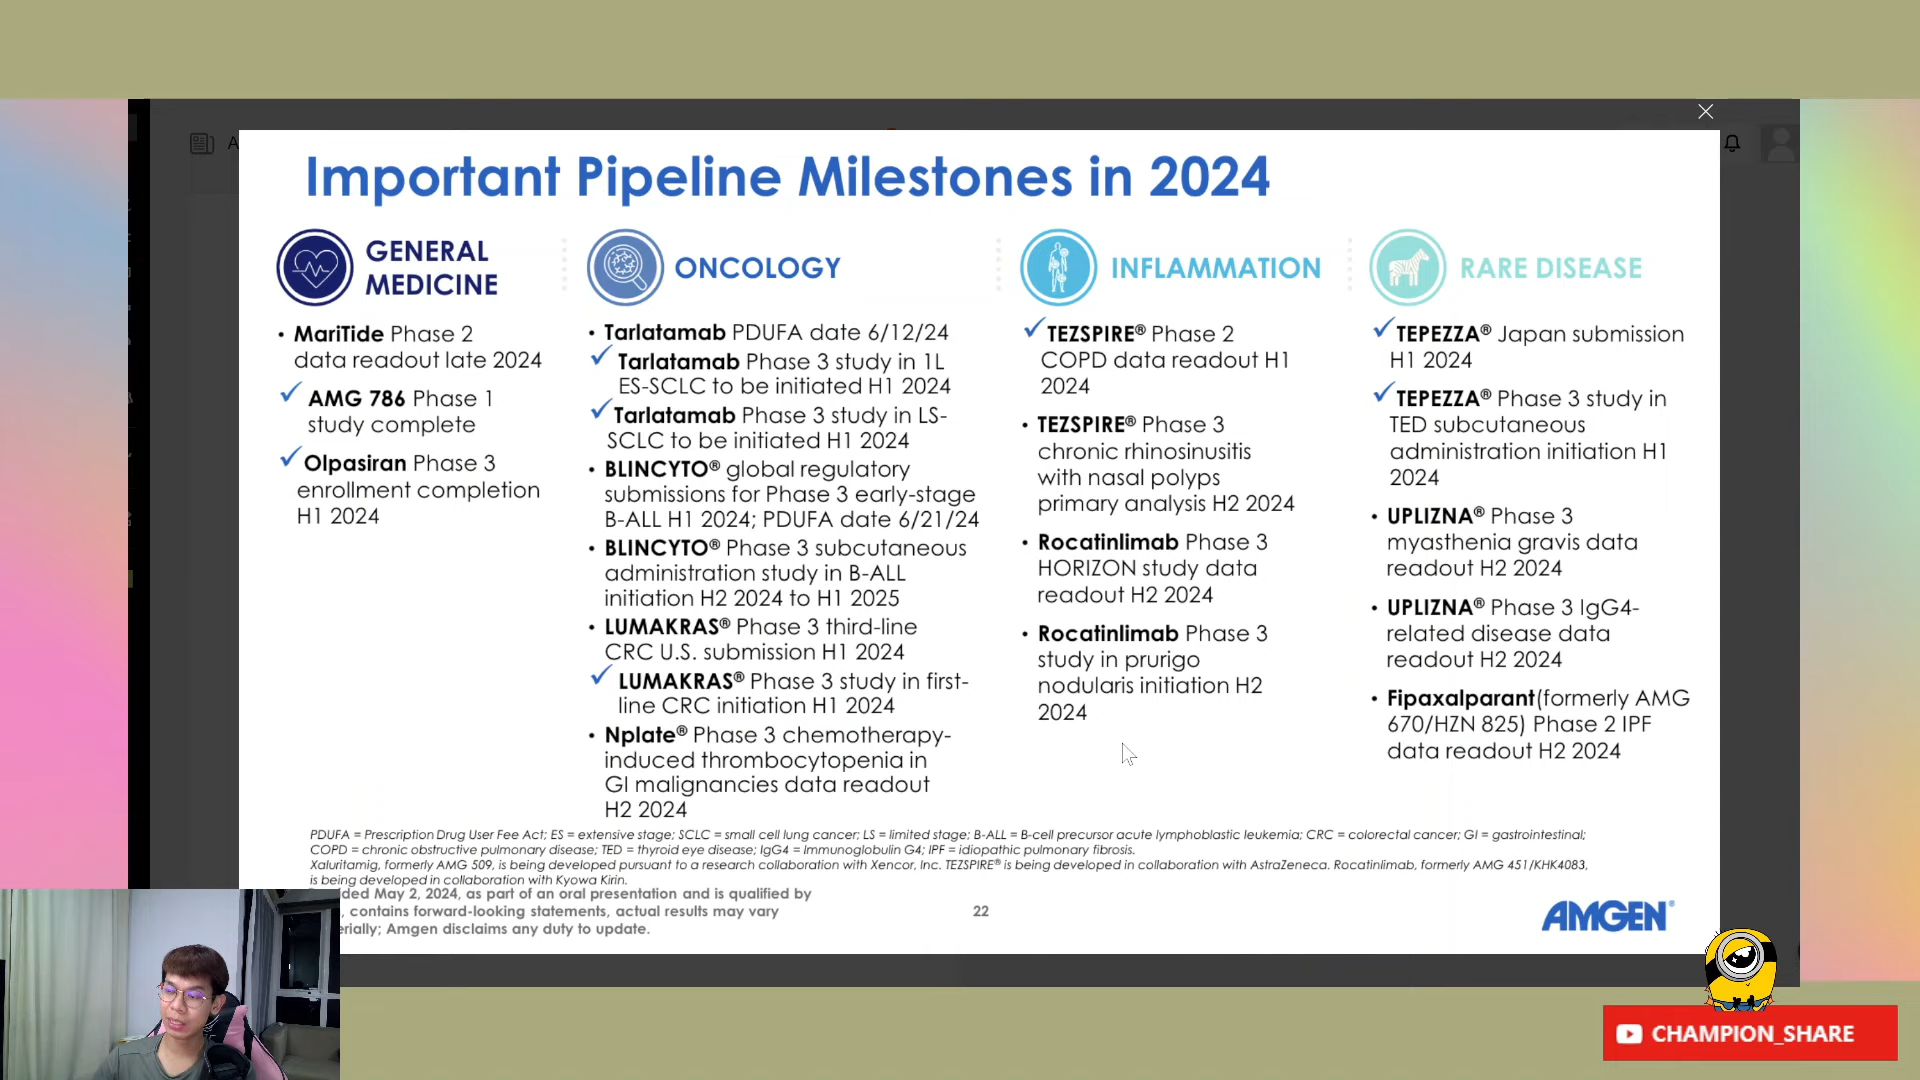 A
Important Pipeline Milestones in 2024
GENERAL
MEDICINE
• MariTide Phase 2
data readout late 2024
✓ AMG 786 Phase 1
study complete
✓ Olpasiran Phase 3
enrollment completion
H1 2024
ONCOLOGY
• Tarlatamab PDUFA date 6/12/24
✓ Tarlatamab Phase 3 study in 1L
ES-SCLC to be initiated H1 2024
✓ Tarlatamab Phase 3 study in LS-
SCLC to be initiated H1 2024
• BLINCYTO® global regulatory
submissions for Phase 3 early-stage
B-ALL H1 2024; PDUFA date 6/21/24
• BLINCYTO® Phase 3 subcutaneous
administration study in B-ALL
initiation H2 2024 to H1 2025
• LUMAKRAS® Phase 3 third-line
CRC U.S. submission H1 2024
✓ LUMAKRAS® Phase 3 study in first-
line CRC initiation H1 2024
• Nplate® Phase 3 chemotherapy-
induced thrombocytopenia in
GI malignancies data readout
H2 2024
INFLAMMATION
✓ TEZSPIRE® Phase 2
COPD data readout H1
2024
• TEZSPIRE® Phase 3
chronic rhinosinusitis
with nasal polyps
primary analysis H2 2024
• Rocatinlimab Phase 3
HORIZON study data
readout H2 2024
• Rocatinlimab Phase 3
study in prurigo
nodularis initiation H2
2024
RARE DISEASE
✓ TEPEZZA® Japan submission
H1 2024
✓ TEPEZZA® Phase 3 study in
TED subcutaneous
administration initiation H1
2024
• UPLIZNA® Phase 3
myasthenia gravis data
readout H2 2024
• UPLIZNA® Phase 3 IgG4-
related disease data
readout H2 2024
• Fipaxalparant(formerly AMG
670/HZN 825) Phase 2 IPF
data readout H2 2024
PDUFA = Prescription Drug User Fee Act; ES = extensive stage; SCLC = small cell lung cancer; LS = limited stage; B-ALL = B-cell precursor acute lymphoblastic leukemia; CRC = colorectal cancer; GI = gastrointestinal;
COPD = chronic obstructive pulmonary disease; TED = thyroid eye disease; IgG4 = Immunoglobulin G4; IPF = idiopathic pulmonary fibrosis.
Xaluritamig, formerly AMG 509, is being developed pursuant to a research collaboration with Xencor, Inc. TEZSPIRE® is being developed in collaboration with AstraZeneca. Rocatinlimab, formerly AMG 451/KHK4083,
is being developed in collaboration with Kyowa Kirin.
ded May 2, 2024, as part of an oral presentation and is qualified by
, contains forward-looking statements, actual results may vary
erially; Amgen disclaims any duty to update.
22
AMGEN®
CHAMPION_SHARE